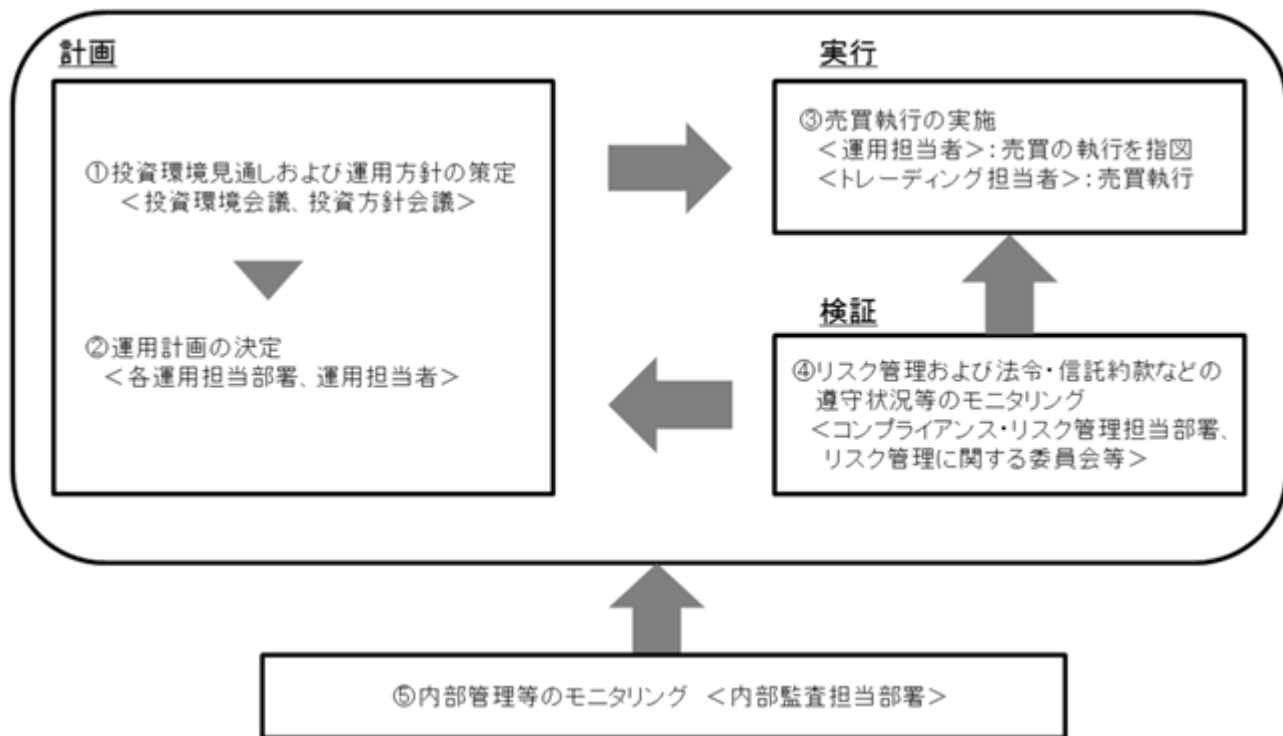 計画
①投資環境見通しおよび運用方針の策定
＜投資環境会議、投資方針会議＞
②運用計画の決定
＜各運用担当部署、運用担当者＞
実行
③売買執行の実施
＜運用担当者＞：売買の執行を指図
＜トレーディング担当者＞：売買執行
検証
④リスク管理および法令・信託約款などの
遵守状況等のモニタリング
＜コンプライアンス・リスク管理担当部署、
リスク管理に関する委員会等＞
⑤内部管理等のモニタリング ＜内部監査担当部署＞